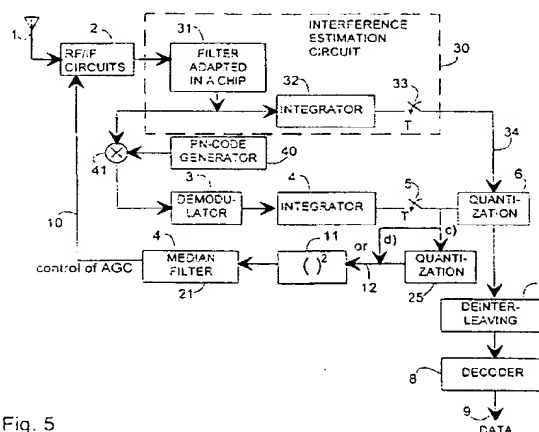 1
2
RF/IF
CIRCUITS
31
FILTER
ADAPTED
IN A CHIP
INTERFERENCE
ESTIMATION
CIRCUIT
30
32
INTEGRATOR
33
T
34
41
PN-CODE
GENERATOR
40
10
3
DEMODU-
LATOR
4
INTEGRATOR
5
T
6
QUANTI-
ZATION
control of AGC
4
MEDIAN
FILTER
21
11
( )²
or
12
d)
c)
QUANTI-
ZATION
25
DEINTER-
LEAVING
8
DECODER
9
DATA
Fig. 5